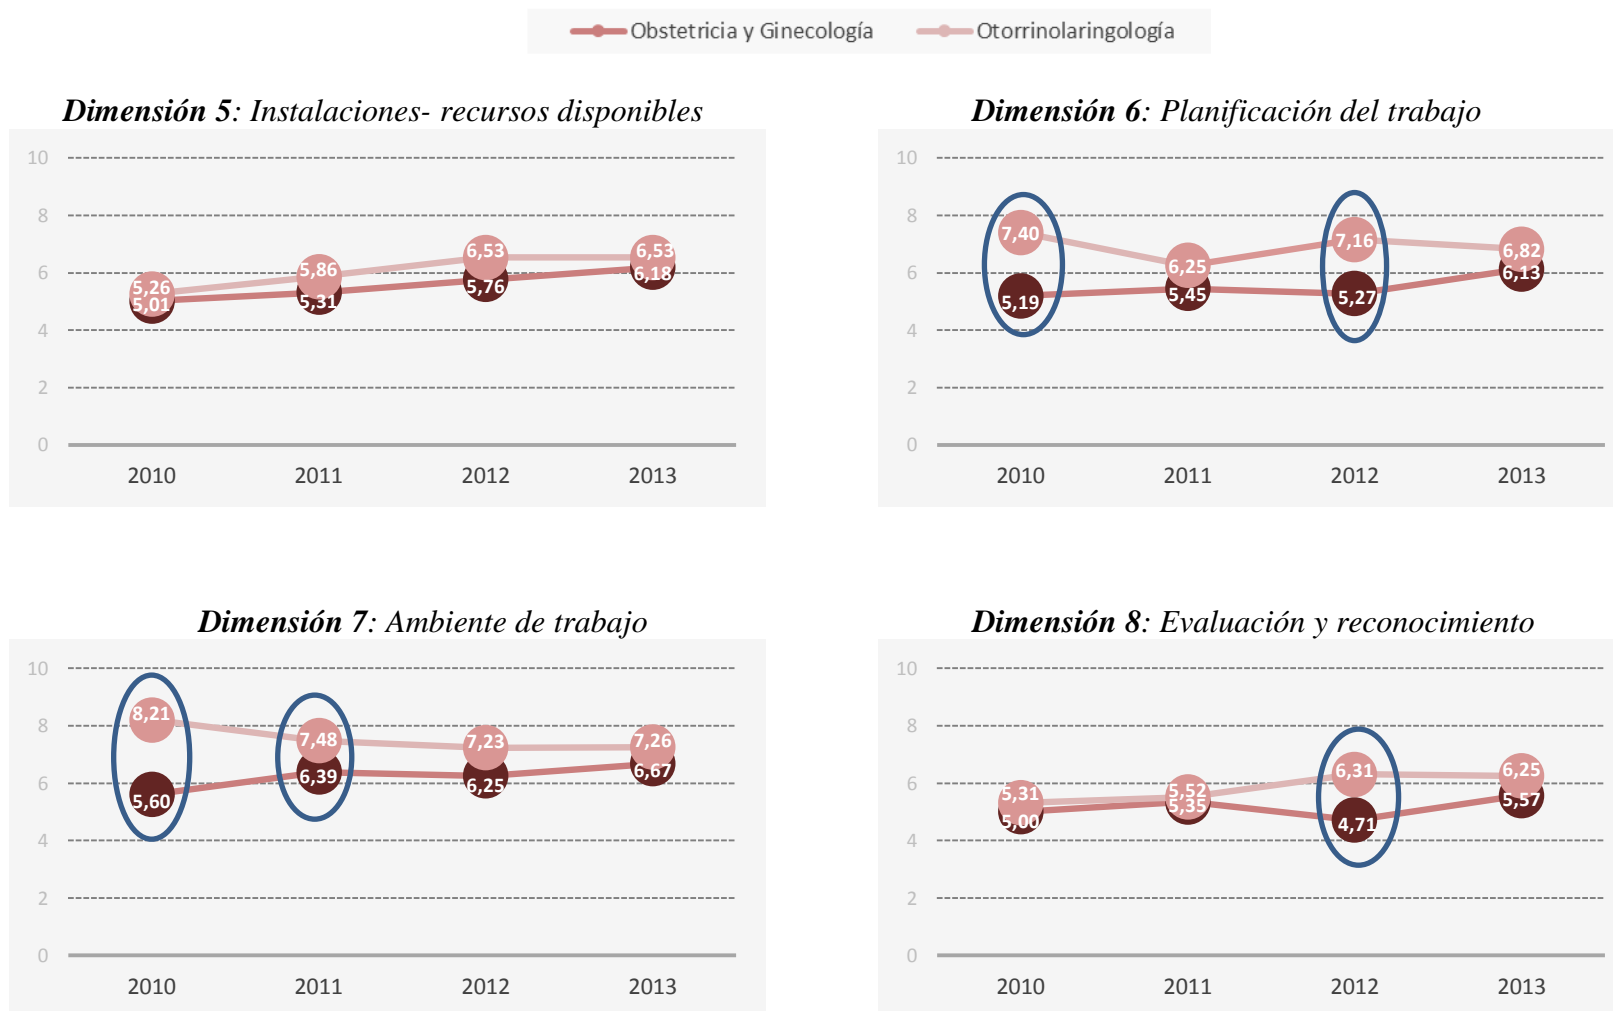 Obstetricia y Ginecología Otorrinolaringología
Dimensión 5: Instalaciones- recursos disponibles
10
8
6
4
2
0
5,26 5,86 6,53 6,53
5,01 5,31 5,76 6,18
2010 2011 2012 2013
Dimensión 6: Planificación del trabajo
10
8
6
4
2
0
7,40 6,25 7,16 6,82
5,19 5,45 5,27 6,13
2010 2011 2012 2013
Dimensión 7: Ambiente de trabajo
10
8
6
4
2
0
8,21 7,48 7,23 7,26
5,60 6,39 6,25 6,67
2010 2011 2012 2013
Dimensión 8: Evaluación y reconocimiento
10
8
6
4
2
0
5,31 5,52 6,31 6,25
5,00 5,35 4,71 5,57
2010 2011 2012 2013